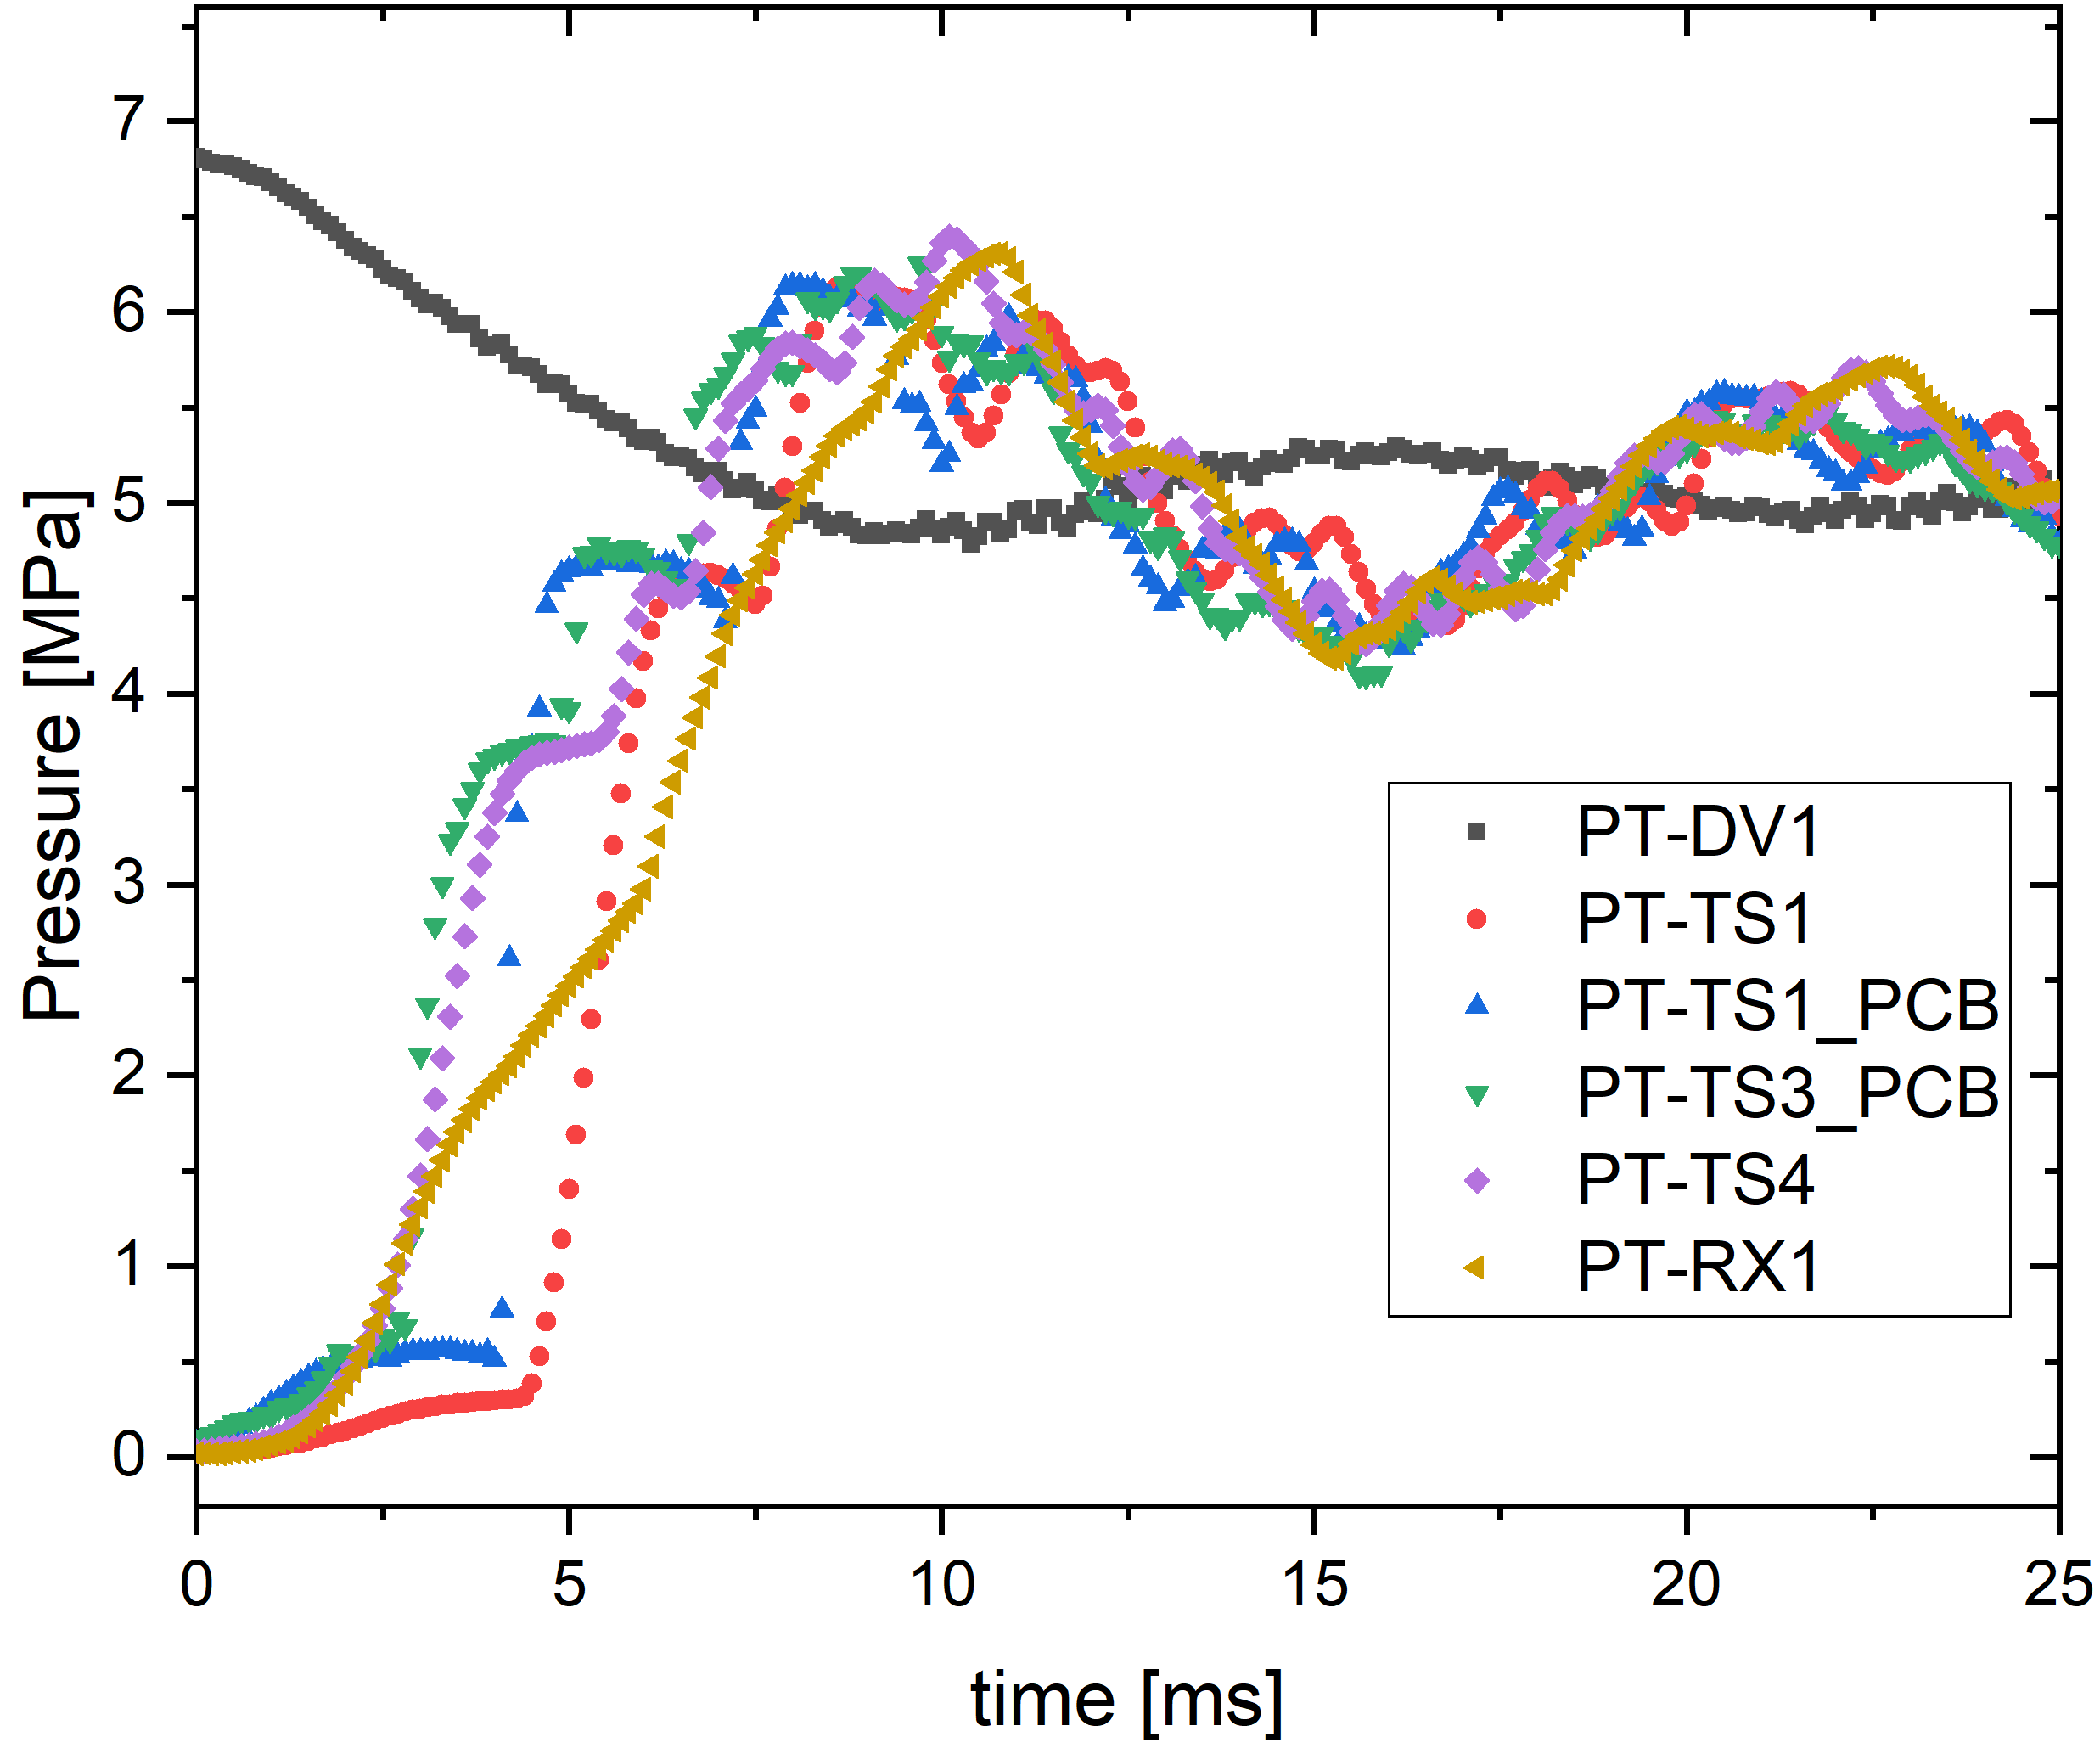 Pressure [MPa]
7
6
5
4
3
2
1
0
0 5 10 15 20 25
time [ms]
PT-DV1
PT-TS1
PT-TS1_PCB
PT-TS3_PCB
PT-TS4
PT-RX1